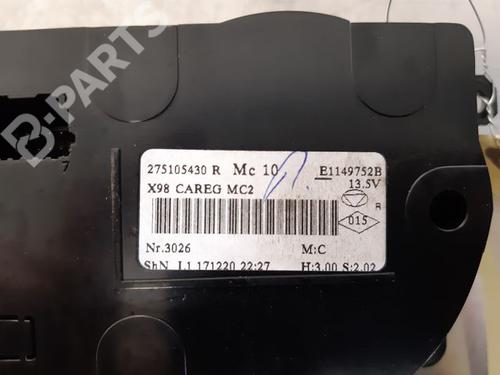 B-PARTS
7
275105430 R Mc 10 E1149752B
X98 CAREG MC2 13.5V
R
015
Nr.3026 M:C
ShN L1 171220 22:27 H:3.00 S:2.02